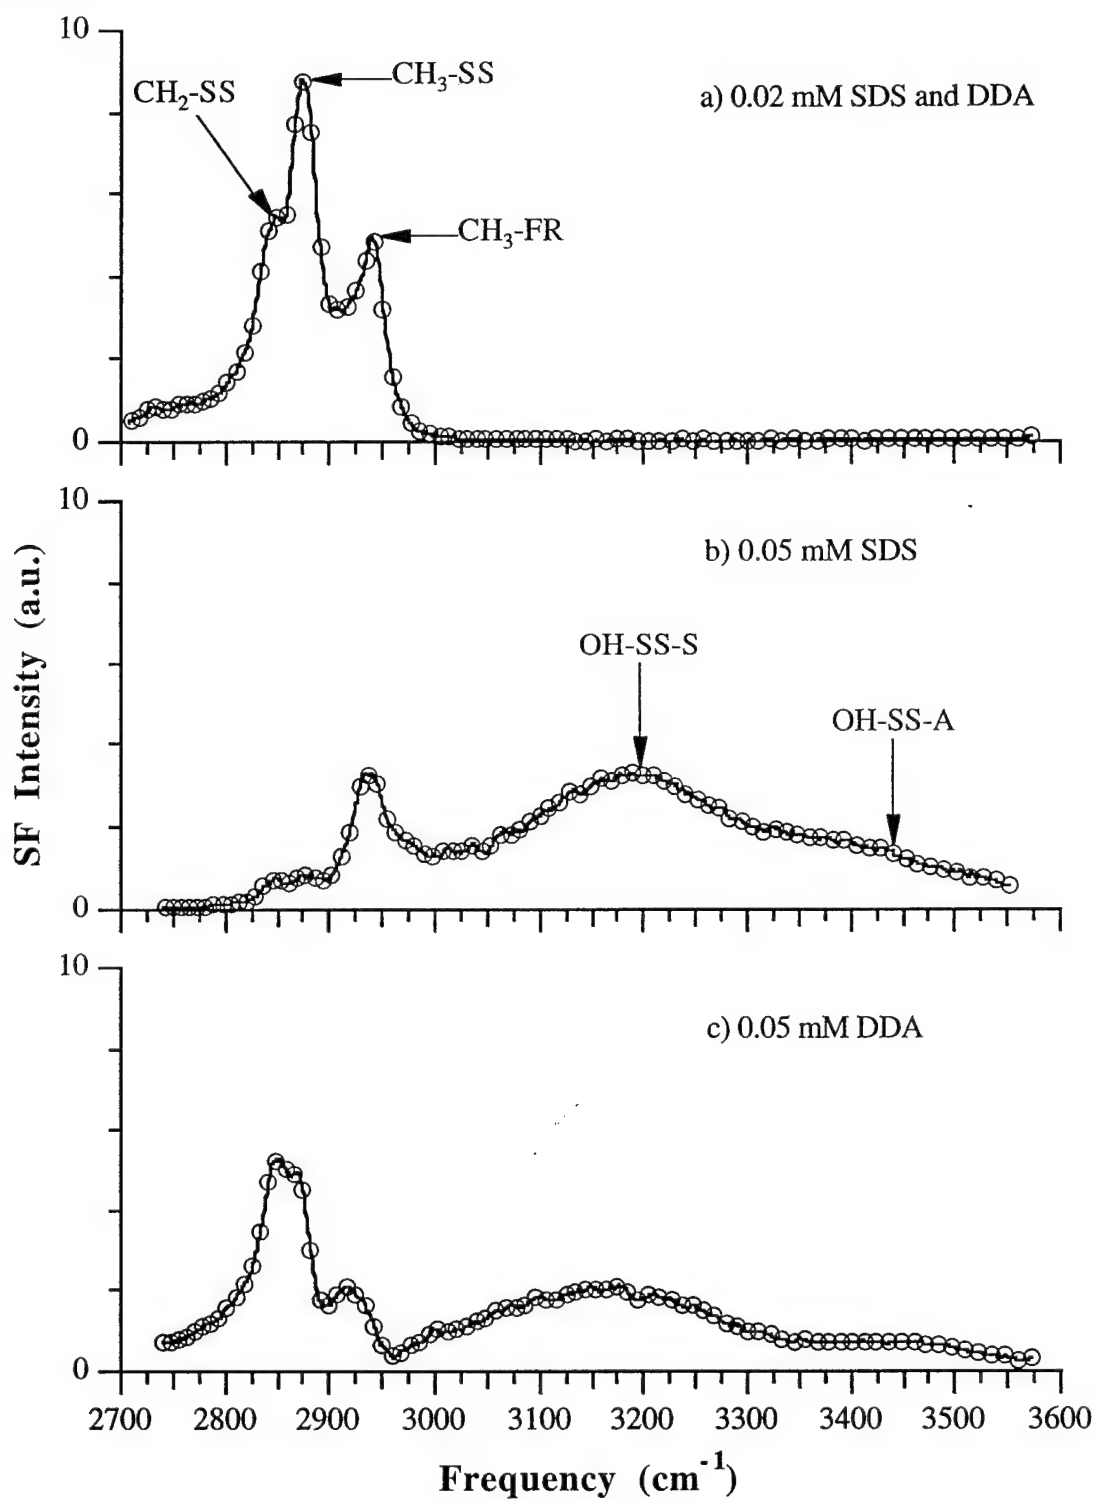 10
CH₂-SS
CH₃-SS
a) 0.02 mM SDS and DDA
CH₃-FR
0
10
b) 0.05 mM SDS
OH-SS-S
OH-SS-A
0
10
c) 0.05 mM DDA
0
2700 2800 2900 3000 3100 3200 3300 3400 3500 3600
Frequency (cm⁻¹)
SF Intensity (a.u.)